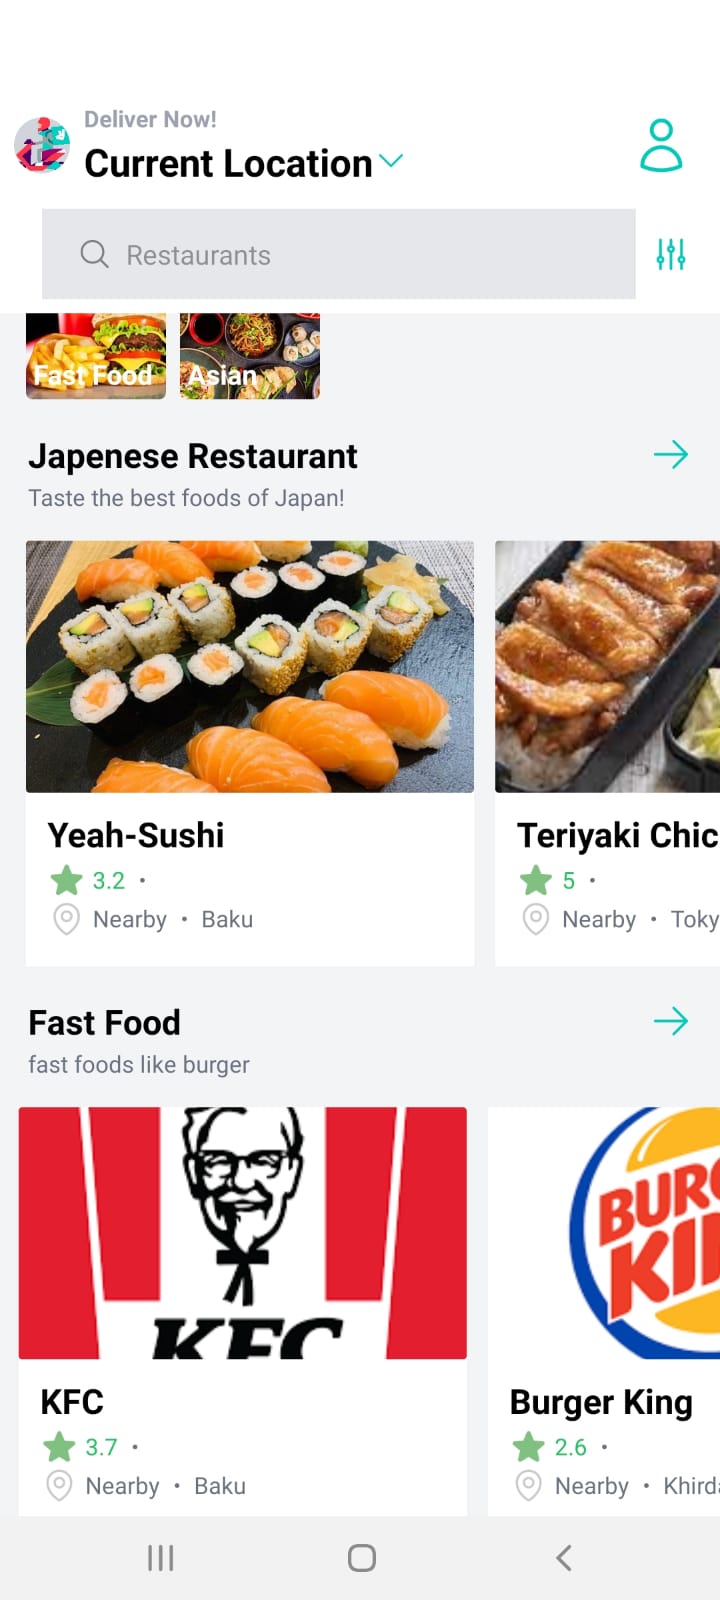 Deliver Now!
Current Location
Restaurants
Fast Food
Asian
Japenese Restaurant
Taste the best foods of Japan!
Yeah-Sushi
3.2 •
Nearby • Baku
Teriyaki Chic
5 •
Nearby • Toky
Fast Food
fast foods like burger
KFC
BURG
KIN
KFC
3.7 •
Nearby • Baku
Burger King
2.6 •
Nearby • Khirda